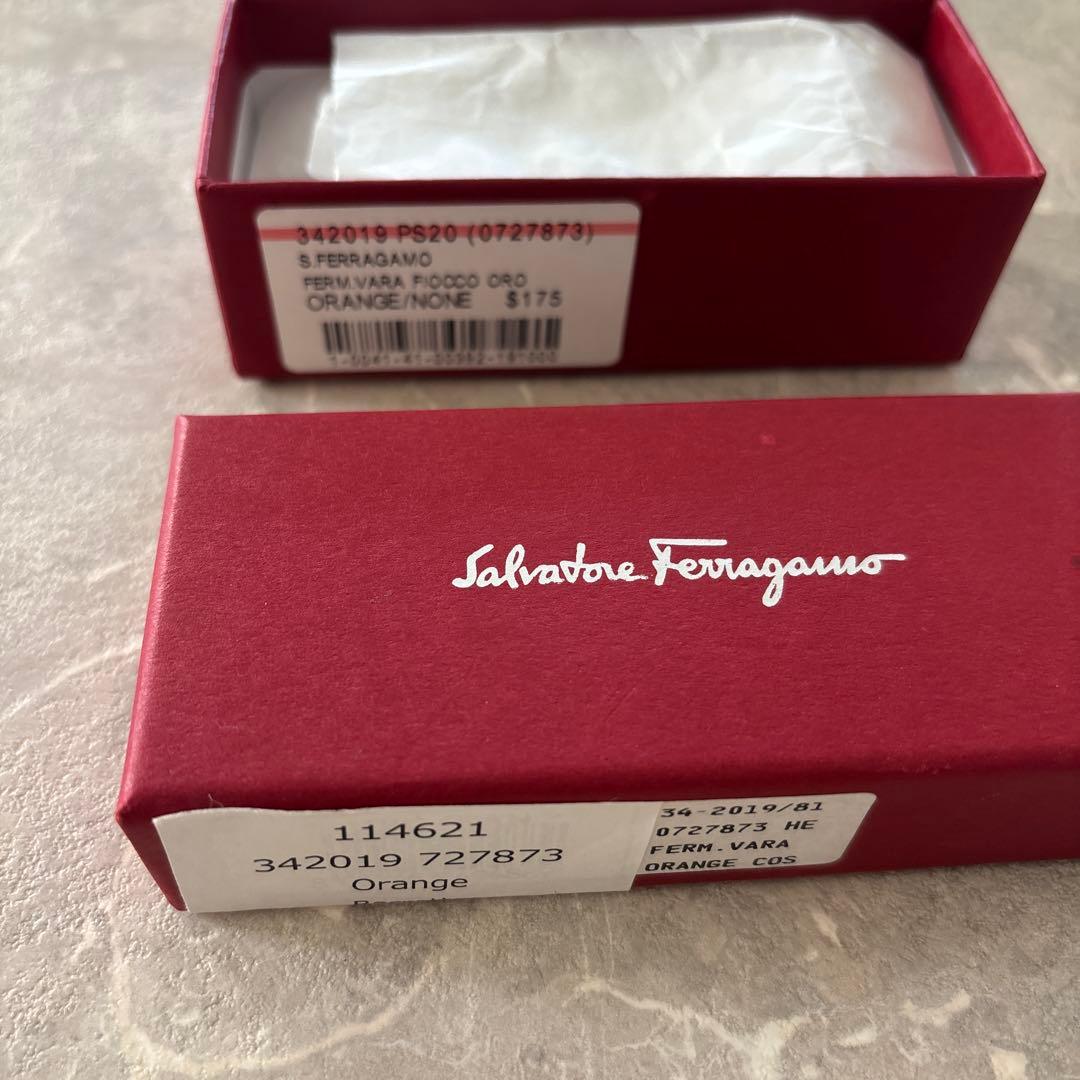 342019 PS20 (0727873)
S.FERRAGAMO
FERM.VARA FIOCCO ORO
ORANGE/NONE $175
Salvatore Ferragamo
114621
342019 727873
Orange
34-2019/81
0727873 HE
FERM.VARA
ORANGE COS